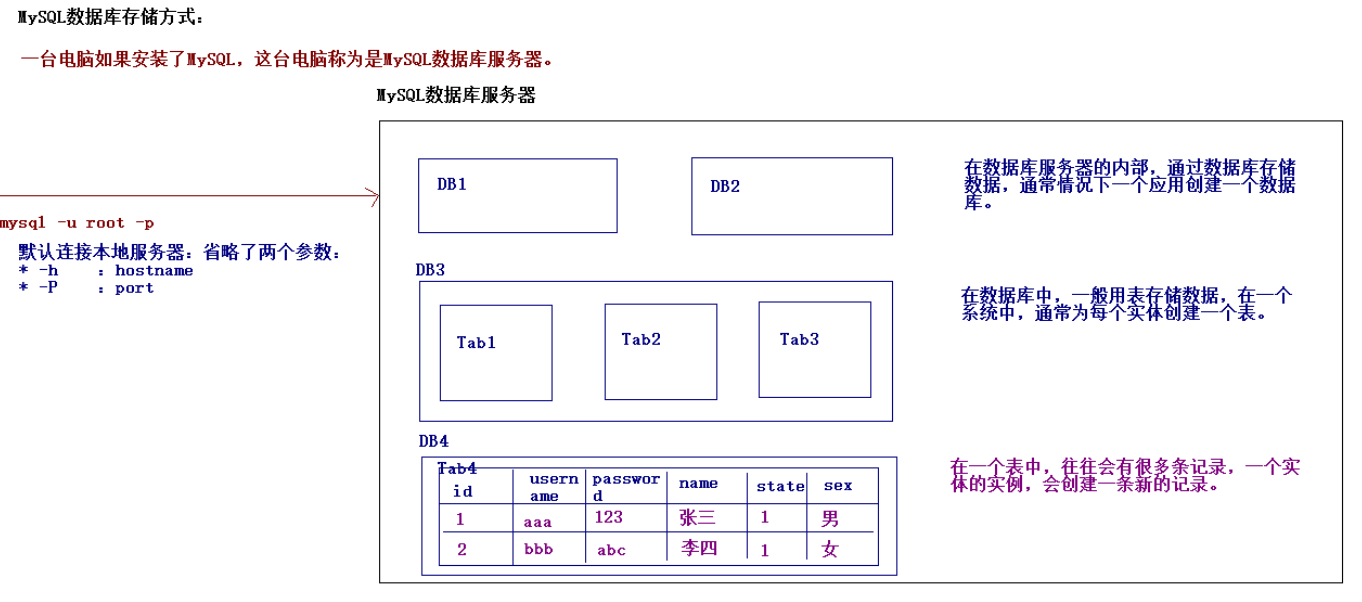 MySQL数据库存储方式：
一台电脑如果安装了MySQL，这台电脑称为是MySQL数据库服务器。
MySQL数据库服务器
mysql -u root -p
默认连接本地服务器：省略了两个参数：
* -h ：hostname
* -P ：port
DB1
DB2
在数据库服务器的内部，通过数据库存储
数据，通常情况下一个应用创建一个数据
库。
DB3
Tab1
Tab2
Tab3
在数据库中，一般用表存储数据，在一个
系统中，通常为每个实体创建一个表。
DB4
Tab4
id usern passwor name state sex
ame d
1 aaa 123 张三 1 男
2 bbb abc 李四 1 女
在一个表中，往往会有很多条记录，一个实
体的实例，会创建一条新的记录。